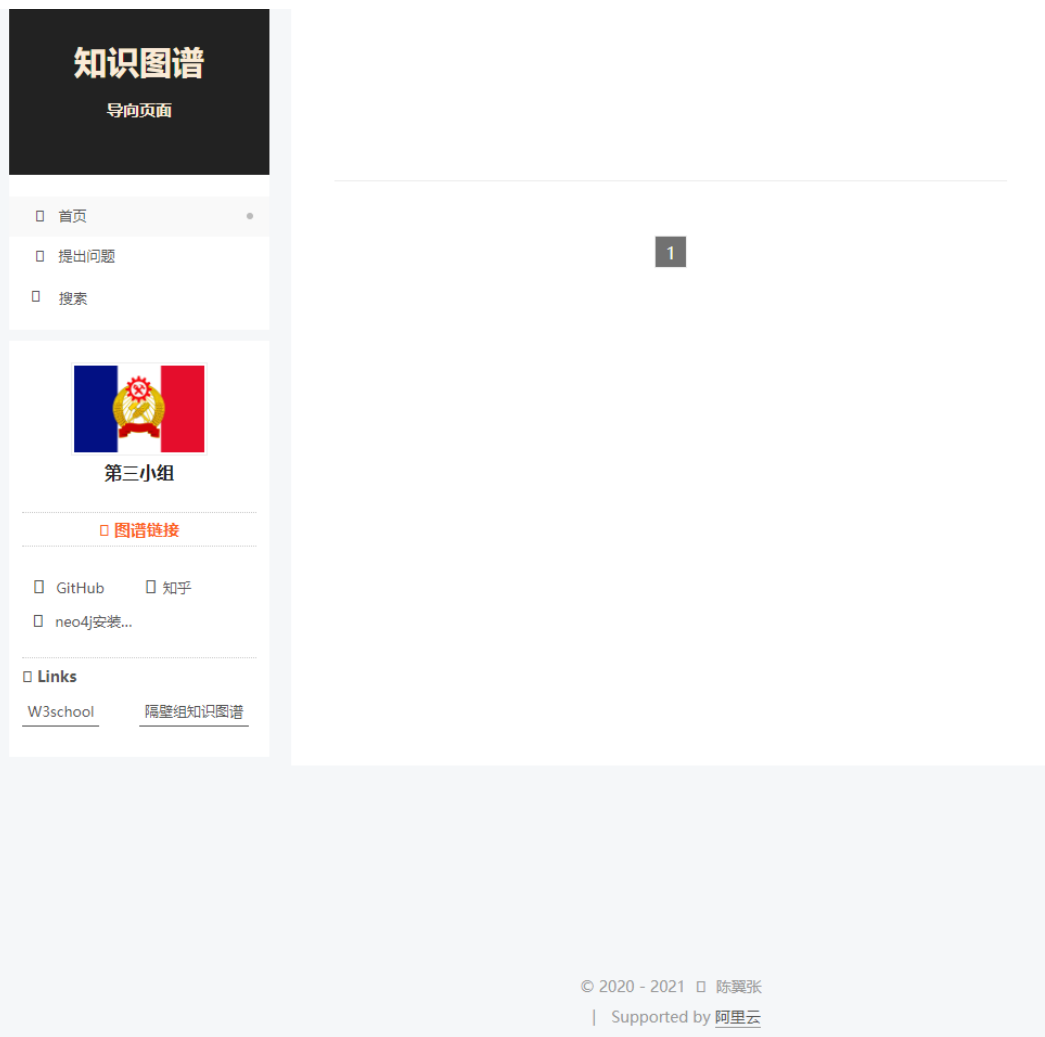 知识图谱
导向页面
首页
提出问题
搜索
第三小组
图谱链接
GitHub 知乎
neo4j安装...
Links
W3school 隔壁组知识图谱
1
© 2020 - 2021 陈翼张
| Supported by 阿里云